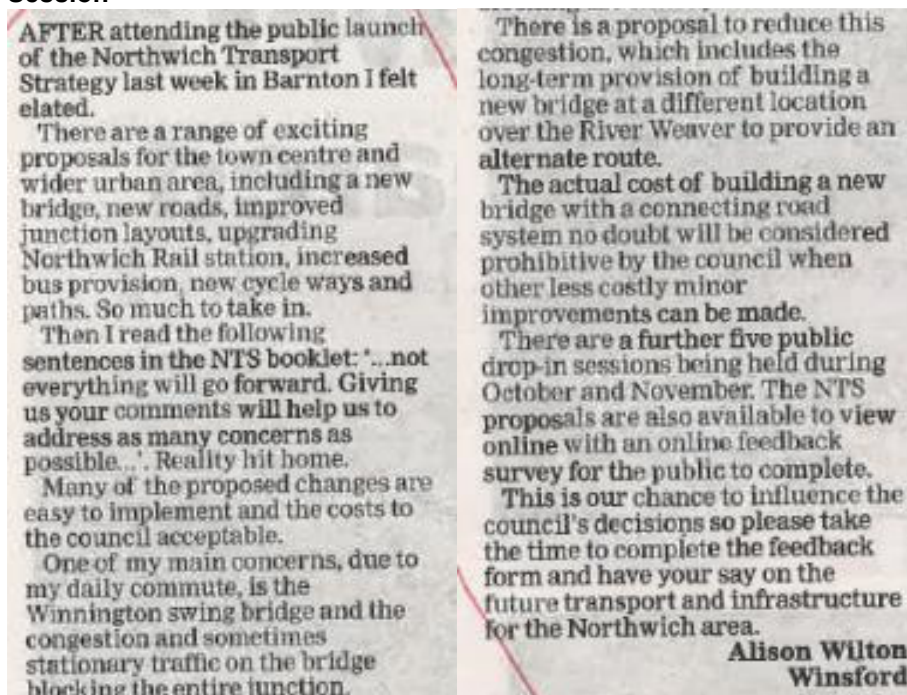 AFTER attending the public launch
of the Northwich Transport
Strategy last week in Barnton I felt
elated.
There are a range of exciting
proposals for the town centre and
wider urban area, including a new
bridge, new roads, improved
junction layouts, upgrading
Northwich Rail station, increased
bus provision, new cycle ways and
paths. So much to take in.
Then I read the following
sentences in the NTS booklet: '...not
everything will go forward. Giving
us your comments will help us to
address as many concerns as
possible...'. Reality hit home.
Many of the proposed changes are
easy to implement and the costs to
the council acceptable.
One of my main concerns, due to
my daily commute, is the
Winnington swing bridge and the
congestion and sometimes
stationary traffic on the bridge
blocking the entire junction.
There is a proposal to reduce this
congestion, which includes the
long-term provision of building a
new bridge at a different location
over the River Weaver to provide an
alternate route.
The actual cost of building a new
bridge with a connecting road
system no doubt will be considered
prohibitive by the council when
other less costly minor
improvements can be made.
There are a further five public
drop-in sessions being held during
October and November. The NTS
proposals are also available to view
online with an online feedback
survey for the public to complete.
This is our chance to influence the
council's decisions so please take
the time to complete the feedback
form and have your say on the
future transport and infrastructure
for the Northwich area.
Alison Wilton
Winsford